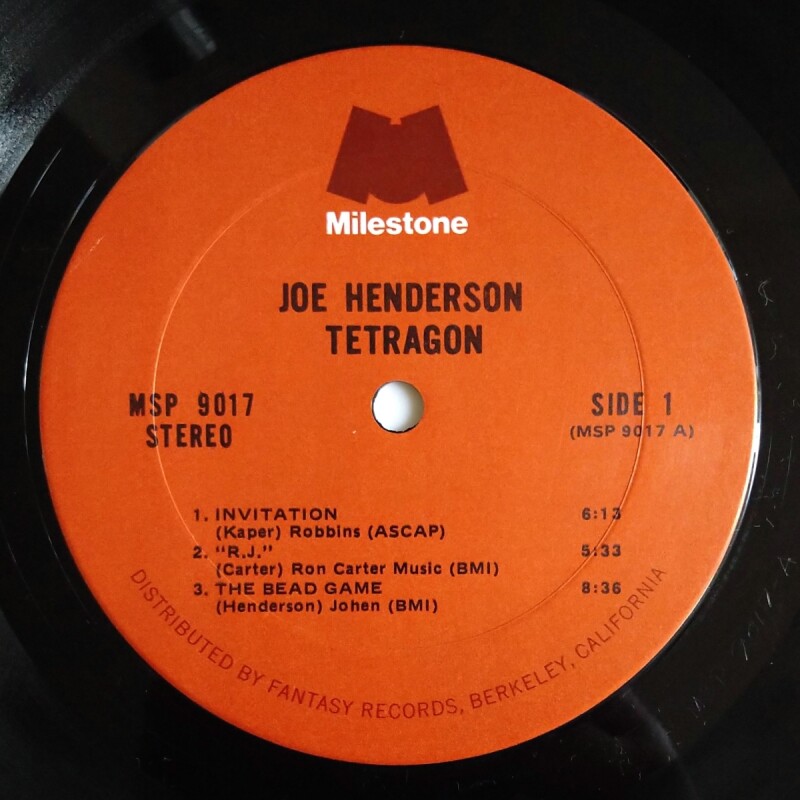 Milestone
JOE HENDERSON
TETRAGON
MSP 9017
STEREO
SIDE 1
(MSP 9017 A)
1. INVITATION 6:13
(Kaper) Robbins (ASCAP)
2. "R.J." 5:33
(Carter) Ron Carter Music (BMI)
3. THE BEAD GAME 8:36
(Henderson) Johen (BMI)
DISTRIBUTED BY FANTASY RECORDS, BERKELEY, CALIFORNIA